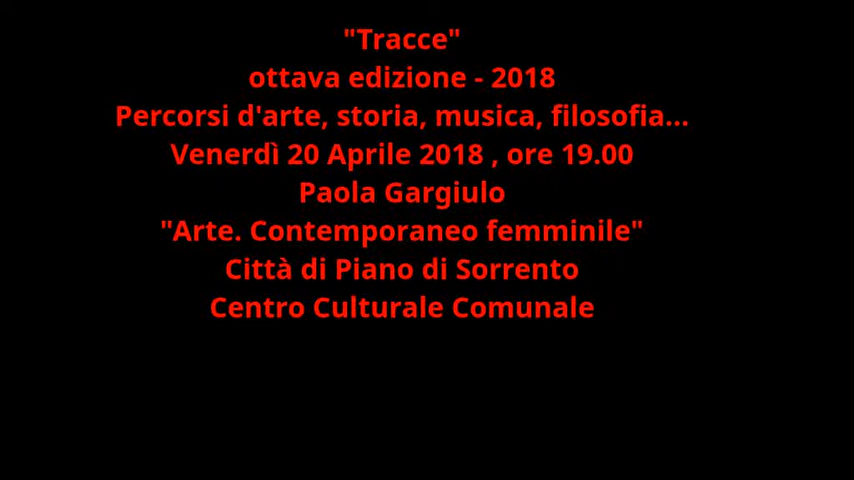 "Tracce"
ottava edizione - 2018
Percorsi d'arte, storia, musica, filosofia...
Venerdì 20 Aprile 2018 , ore 19.00
Paola Gargiulo
"Arte. Contemporaneo femminile"
Città di Piano di Sorrento
Centro Culturale Comunale